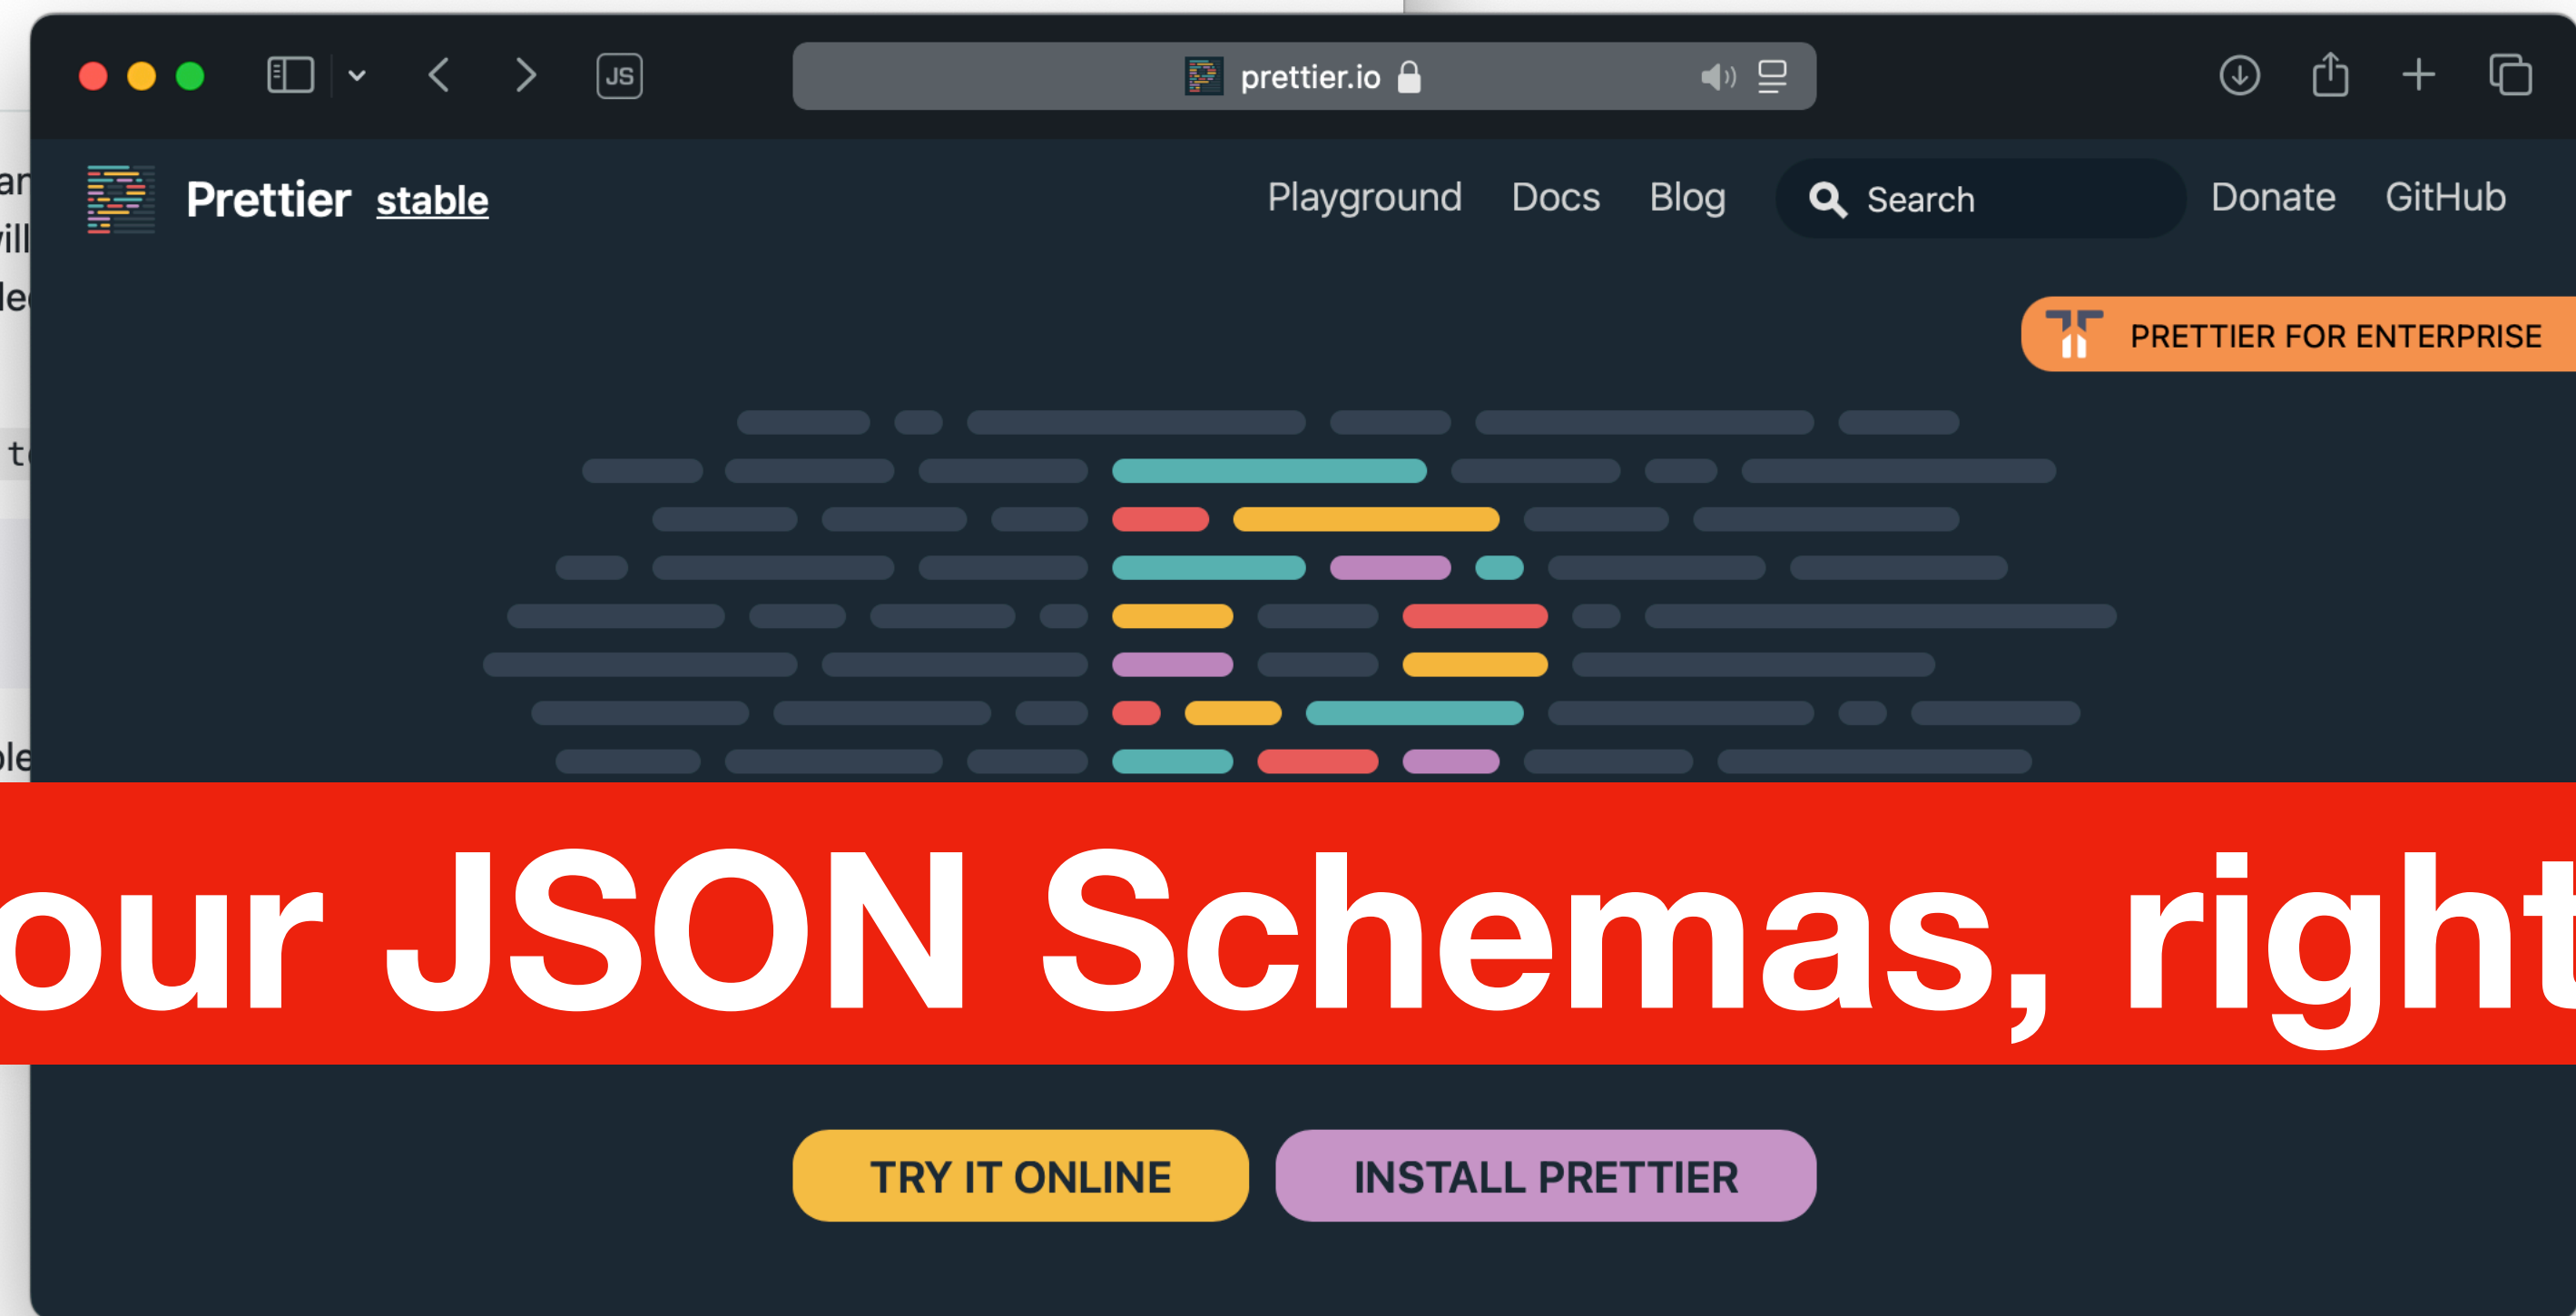 JS
prettier.io
Prettier stable
Playground Docs Blog Search Donate GitHub
PRETTIER FOR ENTERPRISE
our JSON Schemas, right
TRY IT ONLINE
INSTALL PRETTIER